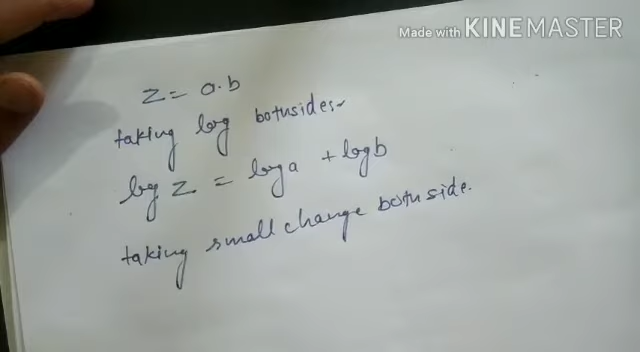 Made with KINEMASTER
z = a.b
taking log bothsides
log z = log a + log b
taking small change both side.